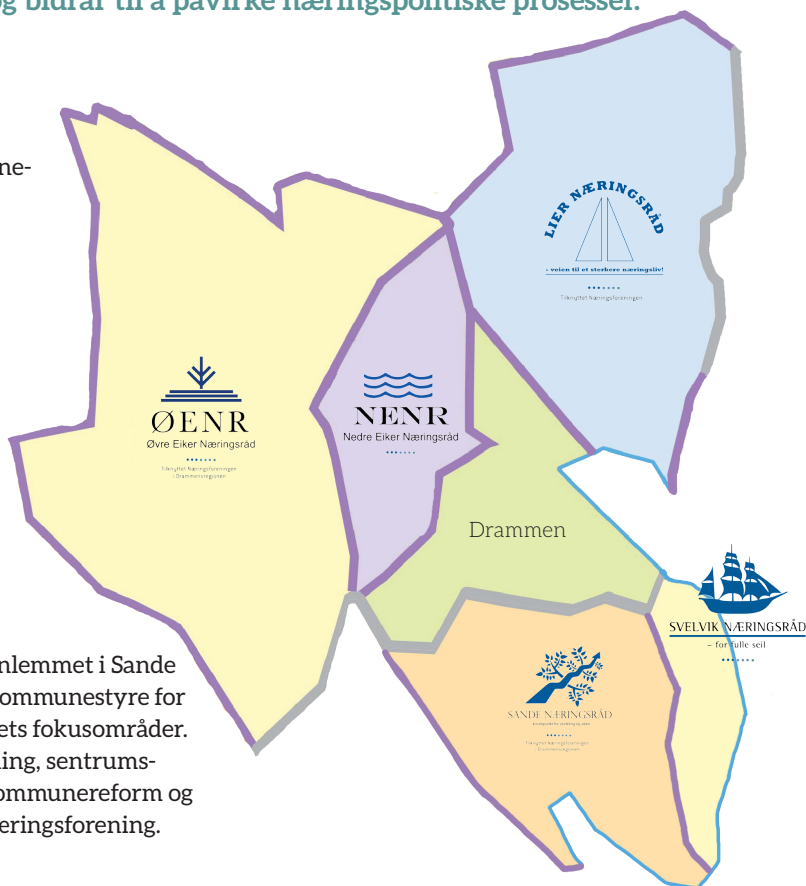 og bidrar til å påvirke næringspolitiske prosesser.
ne-
LIER NÆRINGSRÅD
- veien til et sterkere næringsliv!
Tilknyttet Næringsforeningen
ØENR
Øvre Eiker Næringsråd
Tilknyttet Næringsforeningen
i Drammensregionen
NENR
Nedre Eiker Næringsråd
Drammen
SVELVIK NÆRINGSRÅD
– for fulle seil
SANDE NÆRINGSRÅD
Tilknyttet Næringsforeningen
i Drammensregionen
nlemmet i Sande
ommunestyre for
ets fokusområder.
ning, sentrums-
ommunereform og
eringsforening.